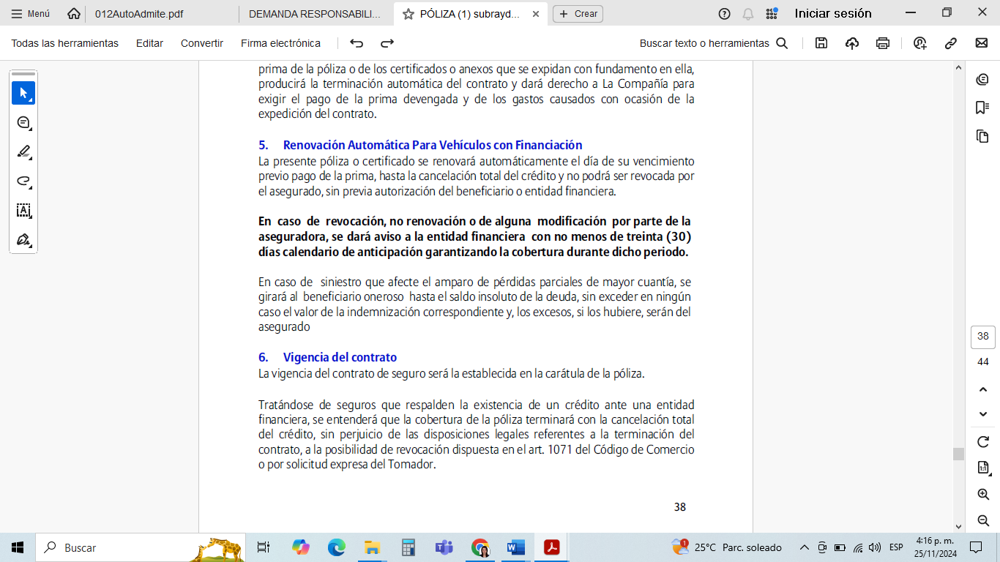 Menú
012AutoAdmite.pdf
DEMANDA RESPONSABILI...
PÓLIZA (1) subrayd...
Crear
Iniciar sesión
Todas las herramientas
Editar
Convertir
Firma electrónica
Buscar texto o herramientas
prima de la póliza o de los certificados o anexos que se expidan con fundamento en ella,
producirá la terminación automática del contrato y dará derecho a La Compañía para
exigir el pago de la prima devengada y de los gastos causados con ocasión de la
expedición del contrato.
5. Renovación Automática Para Vehículos con Financiación
La presente póliza o certificado se renovará automáticamente el día de su vencimiento
previo pago de la prima, hasta la cancelación total del crédito y no podrá ser revocada por
el asegurado, sin previa autorización del beneficiario o entidad financiera.
En caso de revocación, no renovación o de alguna modificación por parte de la
aseguradora, se dará aviso a la entidad financiera con no menos de treinta (30)
días calendario de anticipación garantizando la cobertura durante dicho periodo.
En caso de siniestro que afecte el amparo de pérdidas parciales de mayor cuantía, se
girará al beneficiario oneroso hasta el saldo insoluto de la deuda, sin exceder en ningún
caso el valor de la indemnización correspondiente y, los excesos, si los hubiere, serán del
asegurado
6. Vigencia del contrato
La vigencia del contrato de seguro será la establecida en la carátula de la póliza.
Tratándose de seguros que respalden la existencia de un crédito ante una entidad
financiera, se entenderá que la cobertura de la póliza terminará con la cancelación total
del crédito, sin perjuicio de las disposiciones legales referentes a la terminación del
contrato, a la posibilidad de revocación dispuesta en el art. 1071 del Código de Comercio
o por solicitud expresa del Tomador.
38
38
44
1:1
Buscar
1
25°C Parc. soleado
ESP
4:16 p. m.
25/11/2024